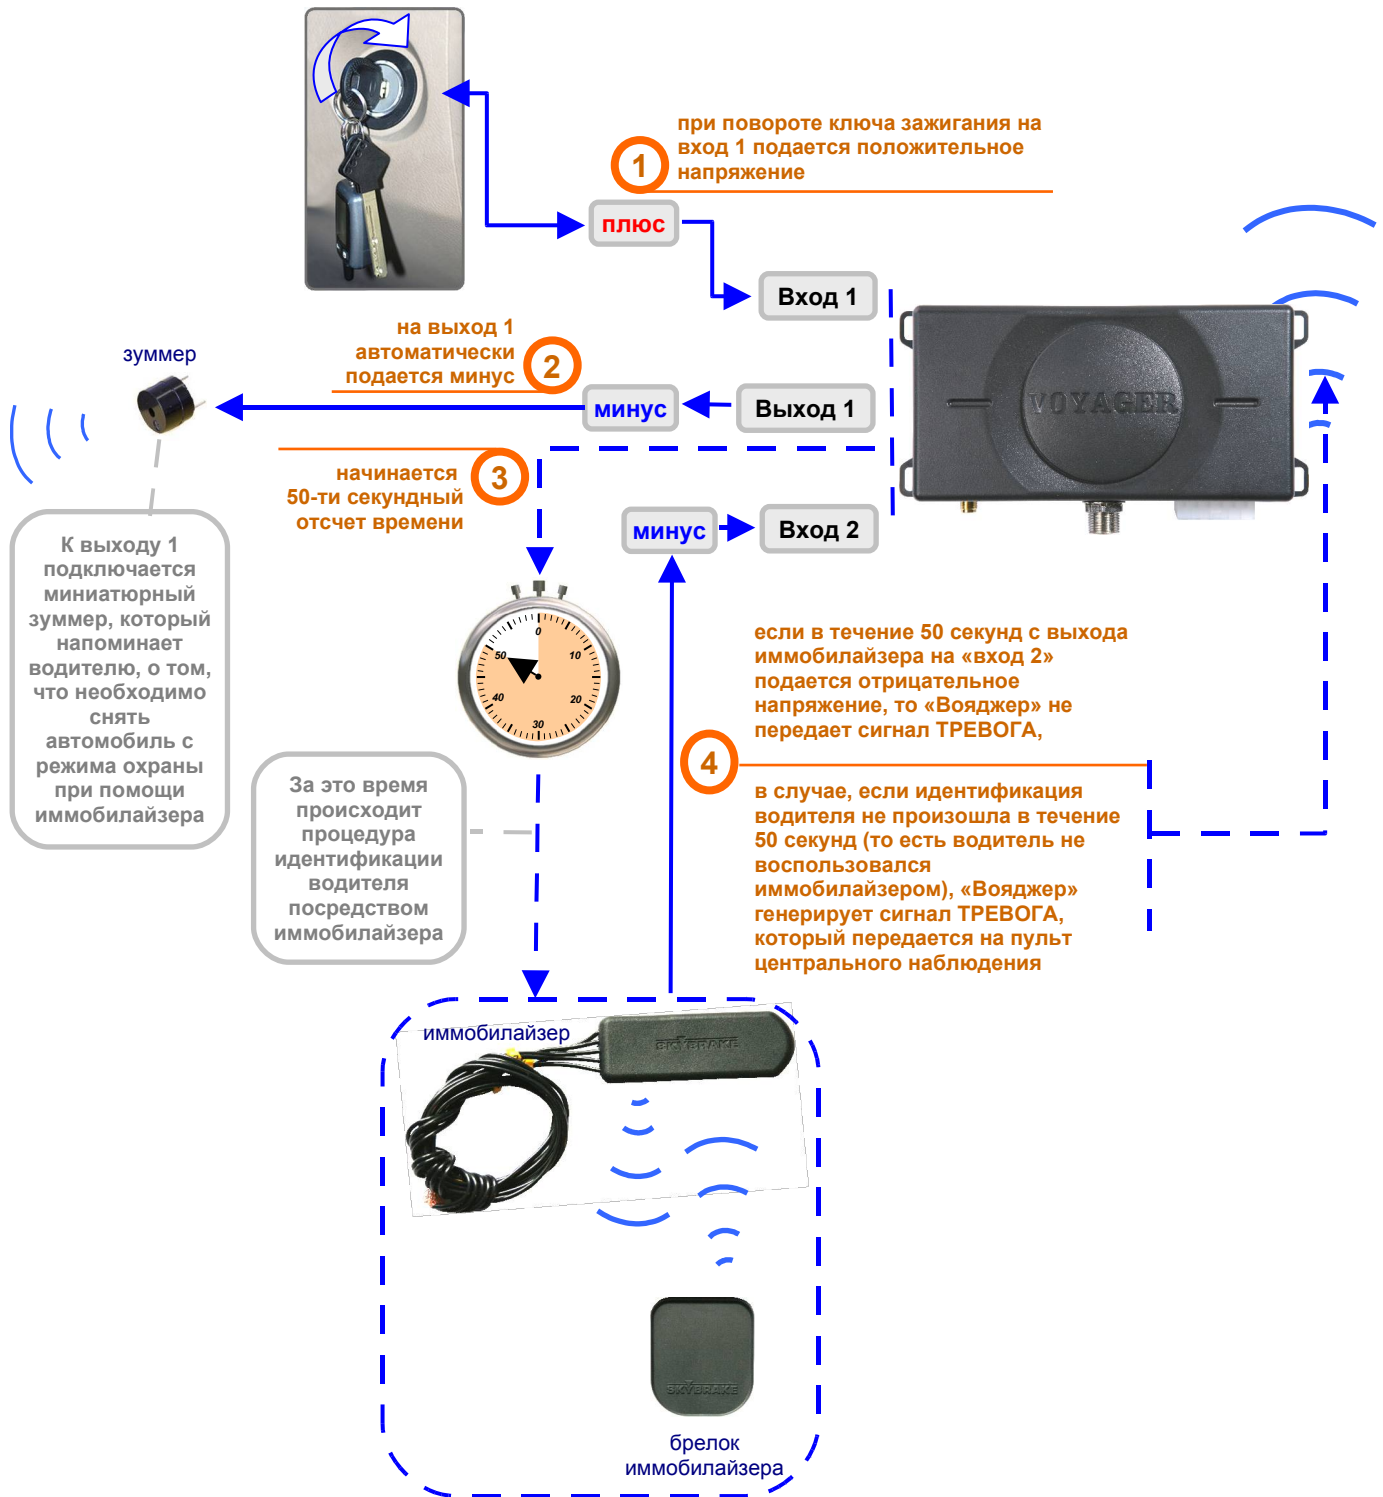 при повороте ключа зажигания на
вход 1 подается положительное
напряжение
1
плюс
Вход 1
на выход 1
автоматически
подается минус
2
зуммер
минус
Выход 1
VOYAGER
начинается
50-ти секундный
отсчет времени
3
минус
Вход 2
К выходу 1
подключается
миниатюрный
зуммер, который
напоминает
водителю, о том,
что необходимо
снять
автомобиль с
режима охраны
при помощи
иммобилайзера
0
10
20
30
40
50
если в течение 50 секунд с выхода
иммобилайзера на «вход 2»
подается отрицательное
напряжение, то «Вояджер» не
передает сигнал ТРЕВОГА,
4
в случае, если идентификация
водителя не произошла в течение
50 секунд (то есть водитель не
воспользовался
иммобилайзером), «Вояджер»
генерирует сигнал ТРЕВОГА,
который передается на пульт
центрального наблюдения
За это время
происходит
процедура
идентификации
водителя
посредством
иммобилайзера
иммобилайзер
SKYBRAKE
SKYBRAKE
брелок
иммобилайзера